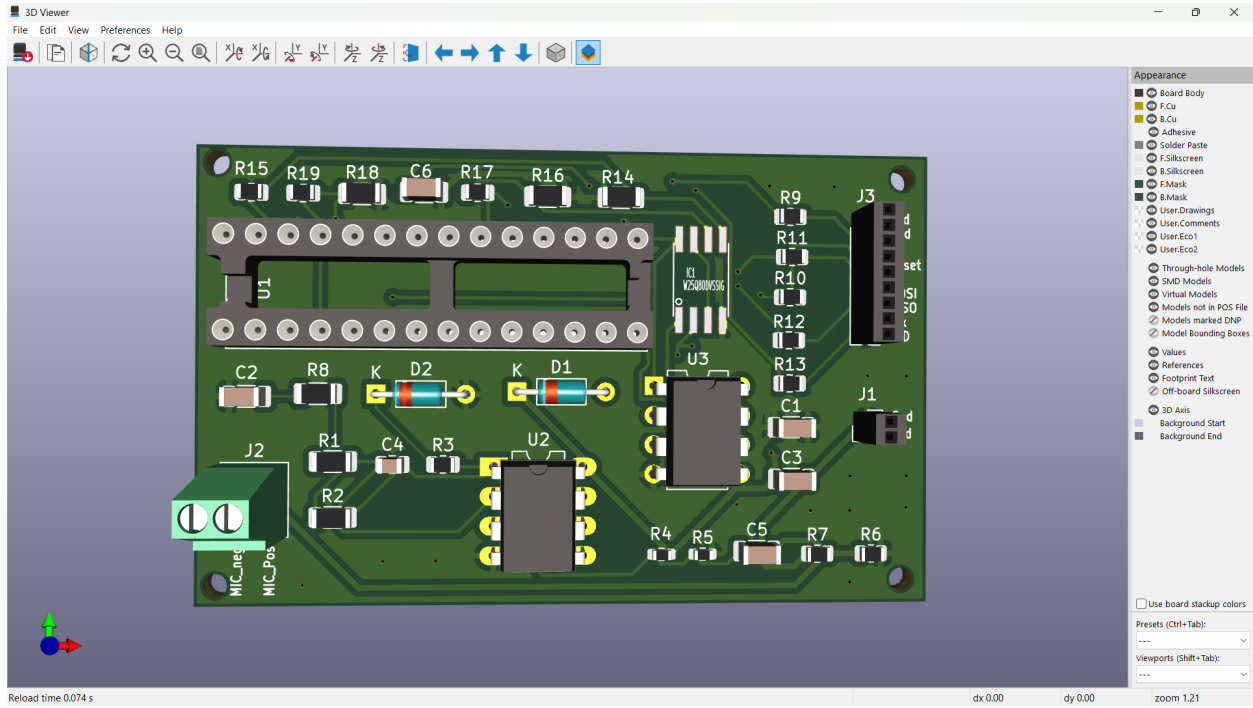 3D Viewer
File Edit View Preferences Help
Appearance
Board Body
F.Cu
B.Cu
Adhesive
Solder Paste
F.Silkscreen
B.Silkscreen
F.Mask
B.Mask
User.Drawings
User.Comments
User.Eco1
User.Eco2
Through-hole Models
SMD Models
Virtual Models
Models not in POS File
Models marked DNP
Model Bounding Boxes
Values
References
Footprint Text
Off-board Silkscreen
3D Axis
Background Start
Background End
Use board stackup colors
Presets (Ctrl+Tab):
---
Viewports (Shift+Tab):
---
R15 R19 R18 C6 R17 R16 R14
R9 J3
d
d
R11
set
R10
SI
SO
R12
D
R13
U1
IC1
W25Q80DVSSIG
U3
C2 R8 K D2 K D1
C1 J1
d
d
J2 R1 C4 R3 U2 C3
R2
R4 R5 C5 R7 R6
MIC_neg
MIC_Pos
X Y Z
Reload time 0.074 s
dx 0.00
dy 0.00
zoom 1.21